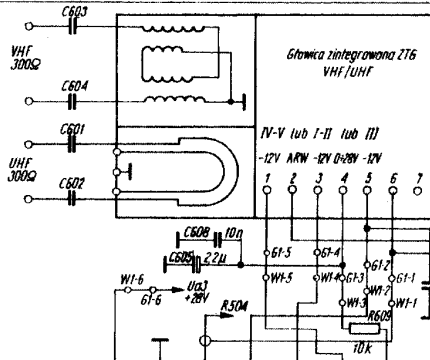 C603
VHF
300Ω
C604
C601
UHF
300Ω
C602
Głowica zintegrowana ZTG
VHF/UHF
IV-V (lub I-II (lub II)
-12V ARW -12V 0+28V -12V
1 2 3 4 5 6 7
C608 10n
C605 22µ
G1-5
G1-4
G1-3
G1-2
G1-1
W1-5
W1-4
W1-3
W1-2
W1-1
W1-6
G1-6
Ua3
+28V
R504
R609
10k